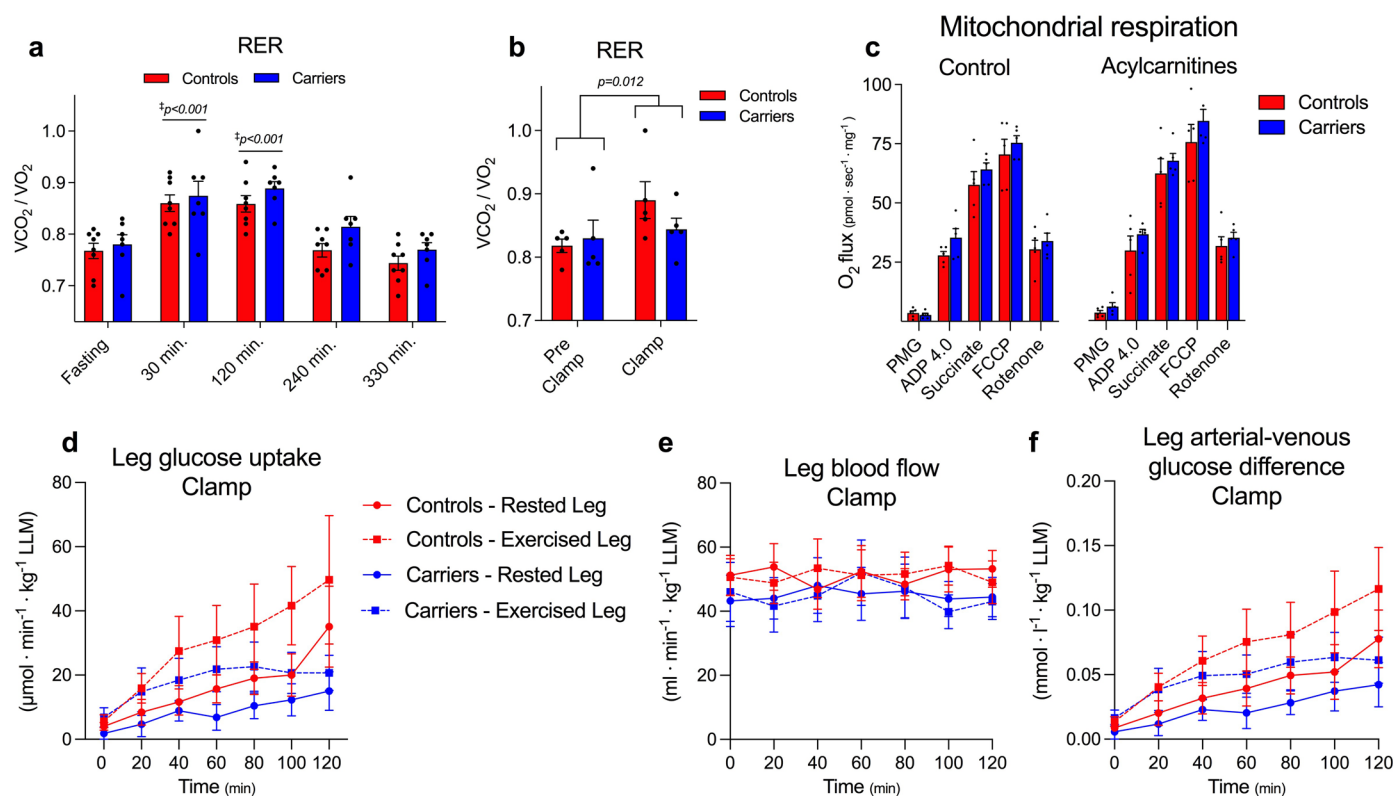 a
RER
Controls
Carriers
‡p<0.001
‡p<0.001
VCO2 / VO2
1.0
0.9
0.8
0.7
Fasting
30 min.
120 min.
240 min.
330 min.
b
RER
p=0.012
Controls
Carriers
VCO2 / VO2
1.0
0.9
0.8
0.7
Pre
Clamp
Clamp
Mitochondrial respiration
c
Control
Acylcarnitines
Controls
Carriers
O2 flux (pmol · sec-1 · mg-1)
100
75
50
25
PMG
ADP 4.0
Succinate
FCCP
Rotenone
PMG
ADP 4.0
Succinate
FCCP
Rotenone
d
Leg glucose uptake
Clamp
(µmol · min-1 · kg-1 LLM)
80
60
40
20
0
0 20 40 60 80 100 120
Time (min)
Controls - Rested Leg
Controls - Exercised Leg
Carriers - Rested Leg
Carriers - Exercised Leg
e
Leg blood flow
Clamp
(ml · min-1 · kg-1 LLM)
80
60
40
20
0
0 20 40 60 80 100 120
Time (min)
f
Leg arterial-venous
glucose difference
Clamp
(mmol · l-1 · kg-1 LLM)
0.20
0.15
0.10
0.05
0.00
0 20 40 60 80 100 120
Time (min)